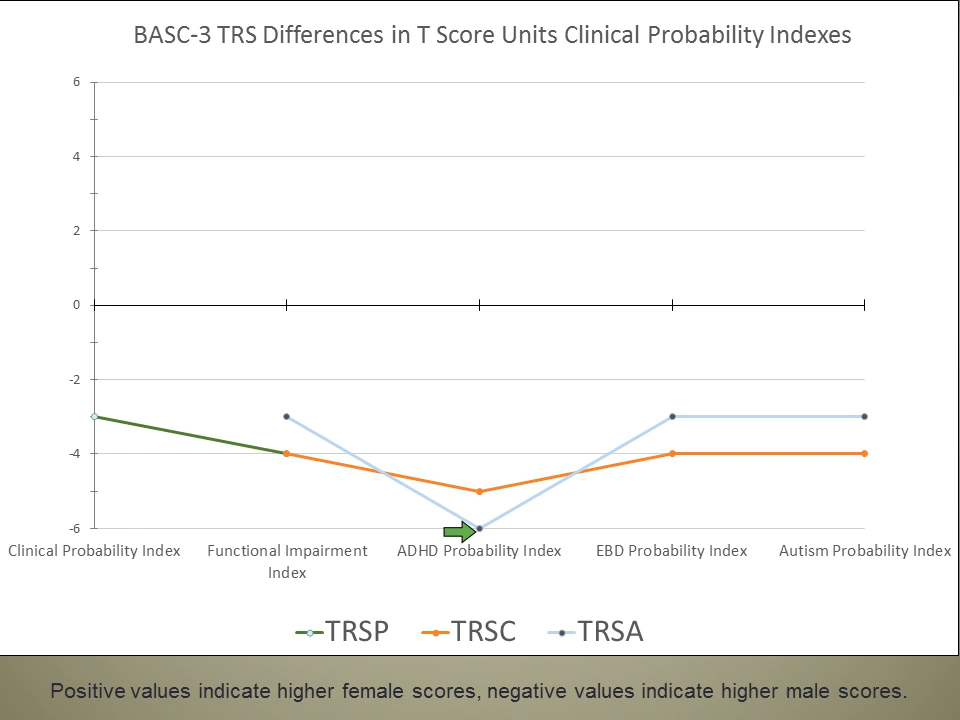 BASC-3 TRS Differences in T Score Units Clinical Probability Indexes
6
4
2
0
-2
-4
-6
Clinical Probability Index
Functional Impairment
Index
ADHD Probability Index
EBD Probability Index
Autism Probability Index
TRSP
TRSC
TRSA
Positive values indicate higher female scores, negative values indicate higher male scores.